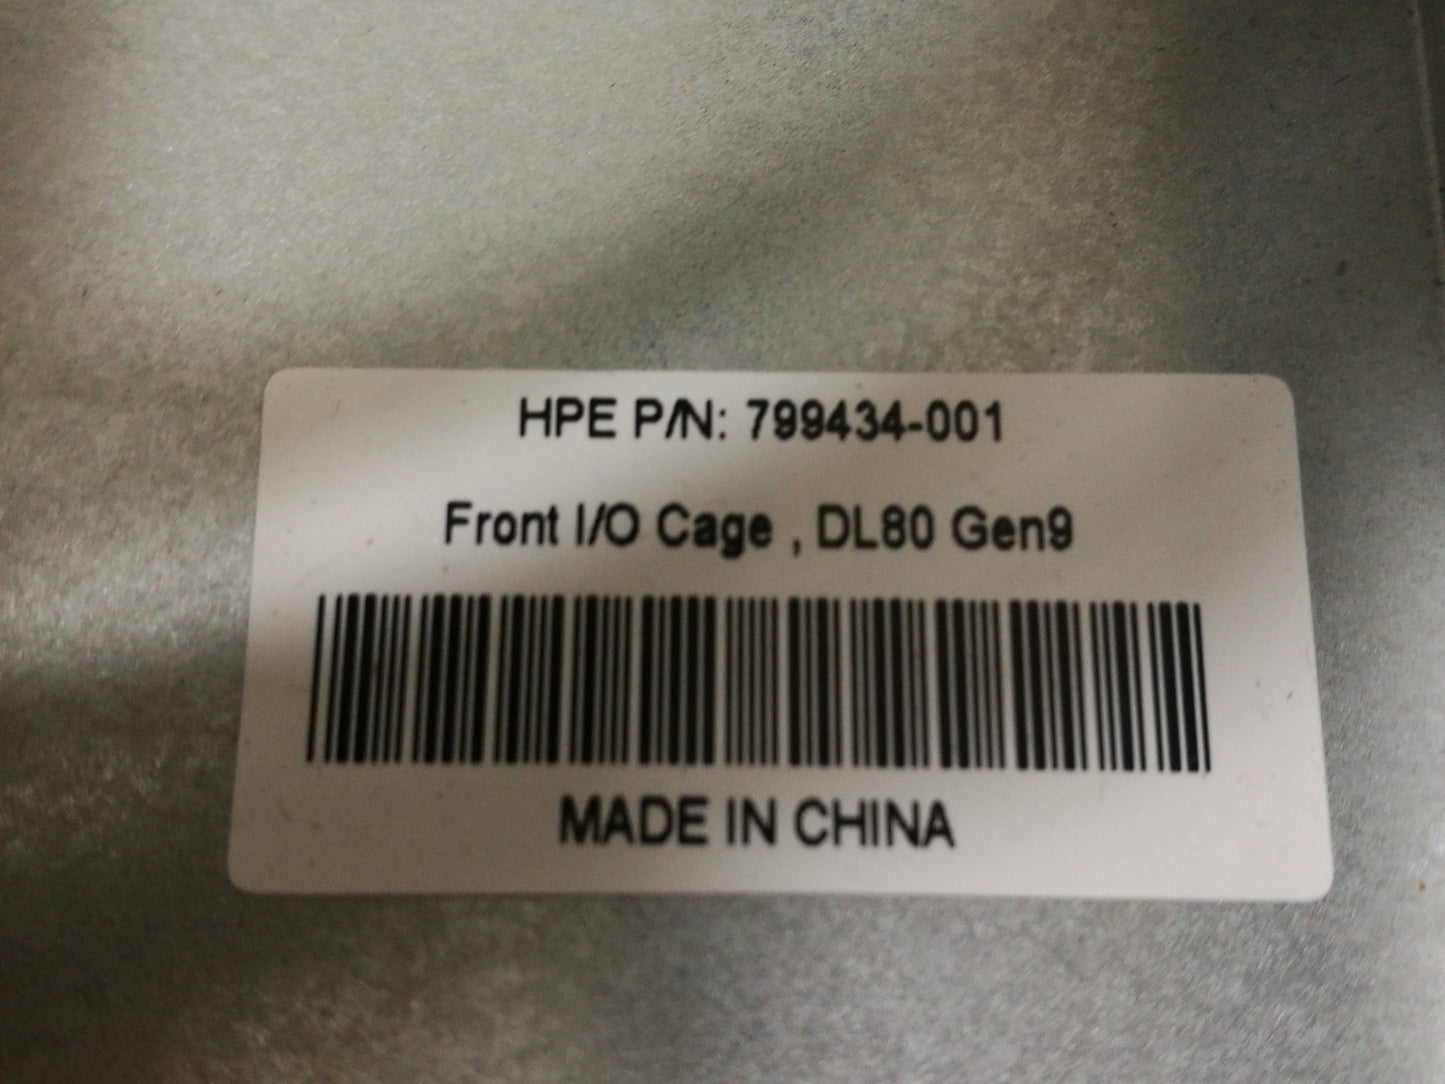 HPE P/N: 799434-001
Front I/O Cage , DL80 Gen9
MADE IN CHINA